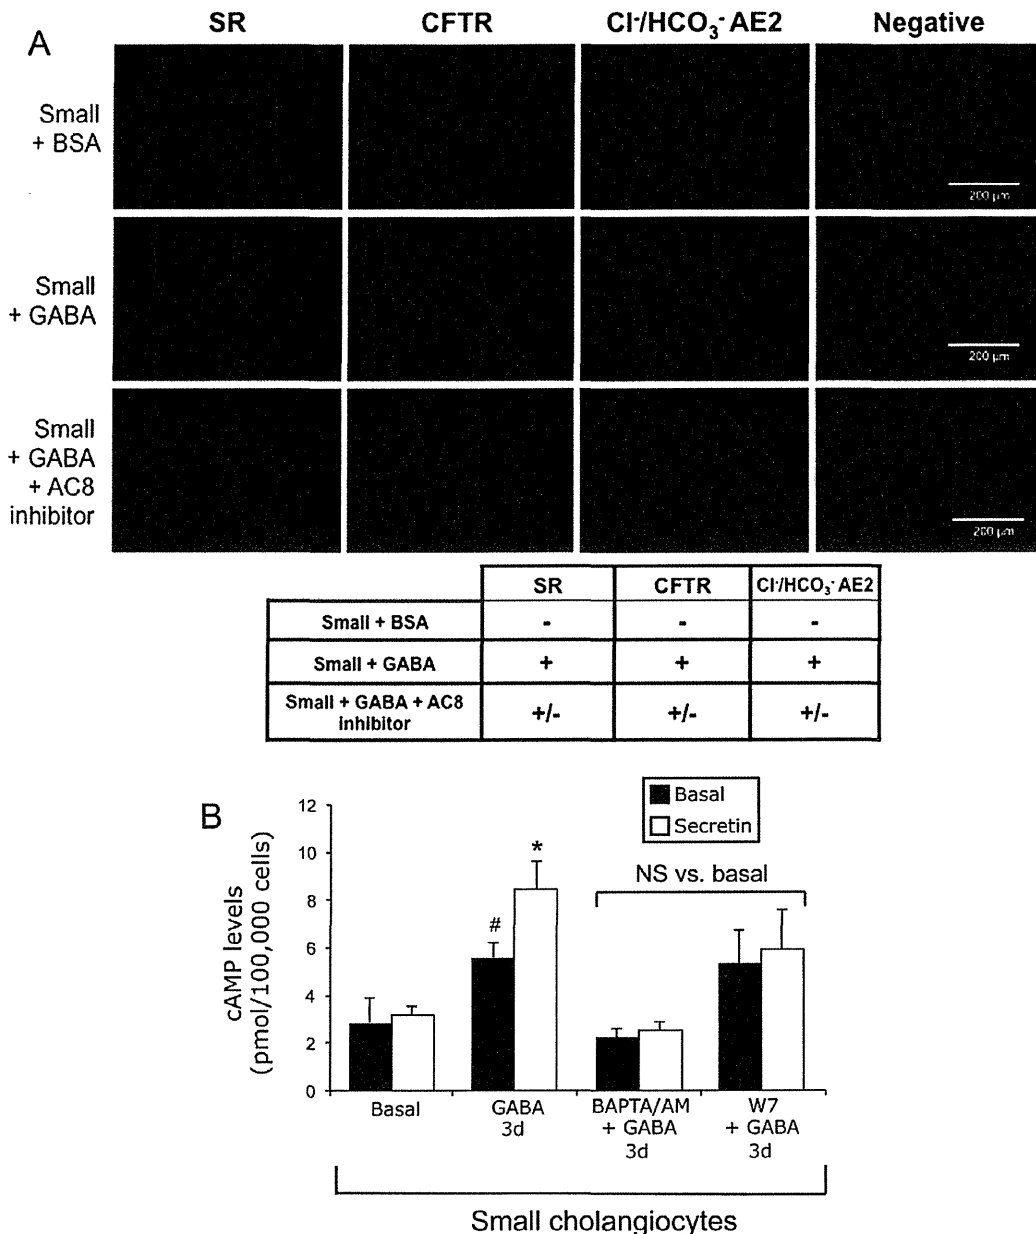 A
SR CFTR Cl⁻/HCO₃⁻ AE2 Negative
Small
+ BSA
200 µm
Small
+ GABA
200 µm
Small
+ GABA
+ AC8
inhibitor
200 µm
SR CFTR Cl⁻/HCO₃⁻ AE2
Small + BSA - - -
Small + GABA + + +
Small + GABA + AC8
inhibitor +/- +/- +/-
B
cAMP levels
(pmol/100,000 cells)
12
10
8
6
4
2
0
Basal
Secretin
NS vs. basal
#
*
Basal
GABA
3d
BAPTA/AM
+ GABA
3d
W7
+ GABA
3d
Small cholangiocytes